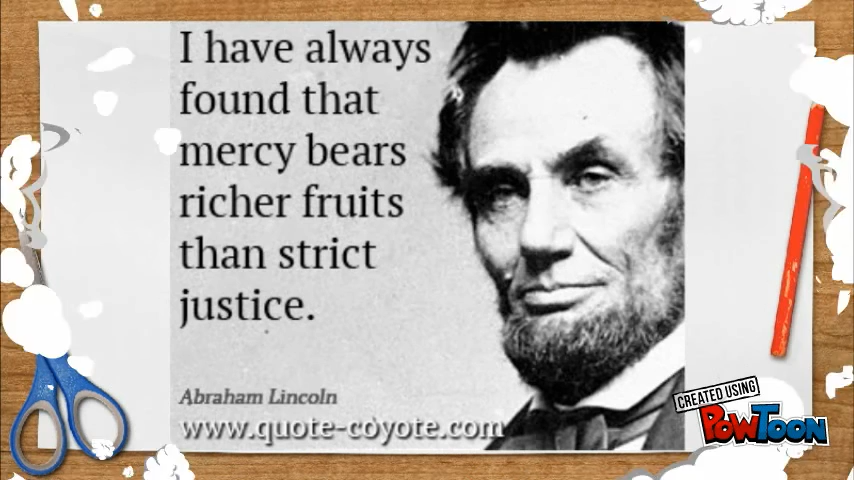 I have always
found that
mercy bears
richer fruits
than strict
justice.
Abraham Lincoln
www.quote-coyote.com
CREATED USING
POWTOON